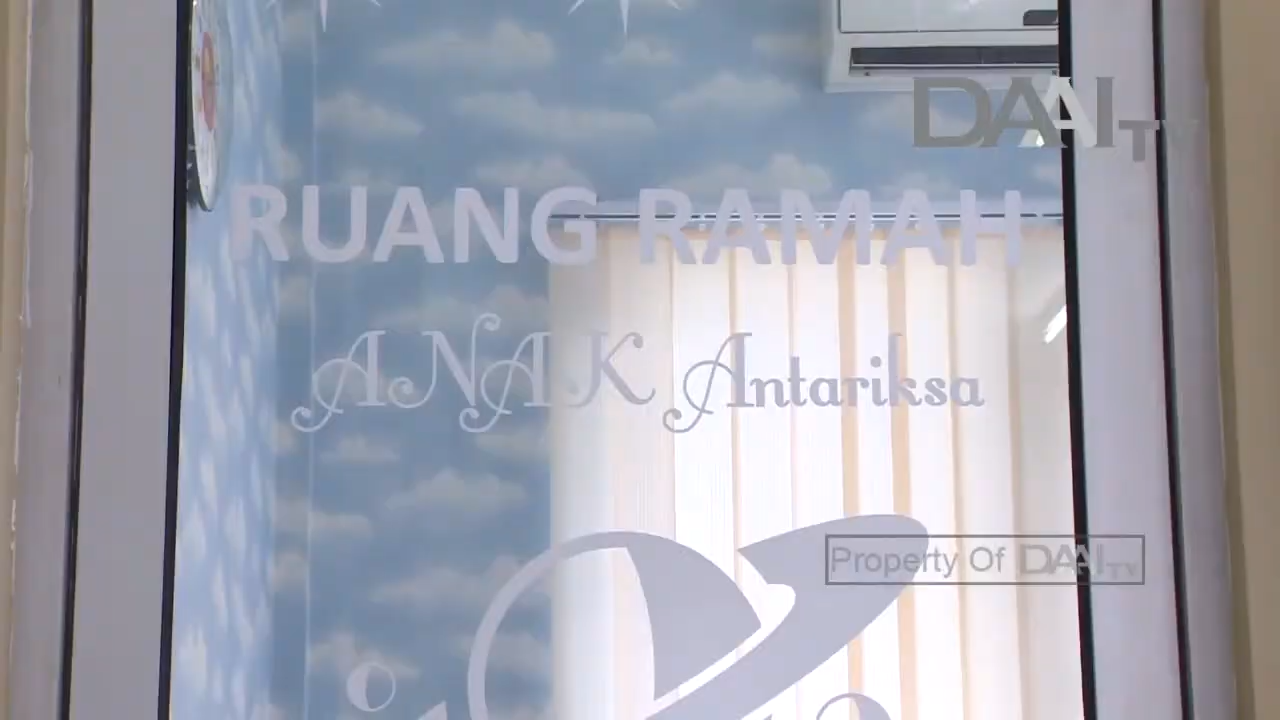 DAAI TV
RUANG RAMAH
ANAK Antariksa
Property Of DAAI TV